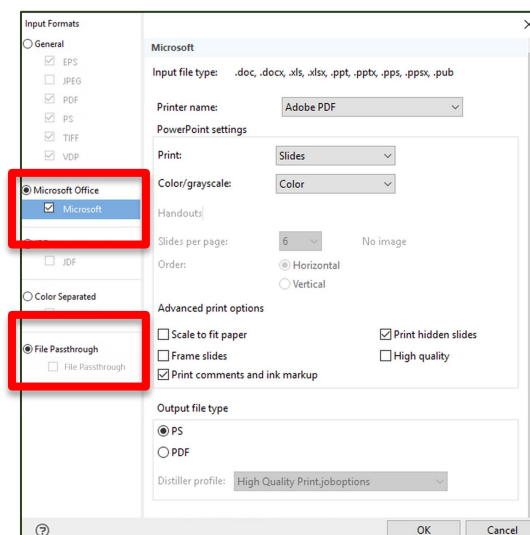 Input Formats
General
EPS
JPEG
PDF
PS
TIFF
VDP
Microsoft Office
Microsoft
JDF
Color Separated
File Passthrough
File Passthrough
Microsoft
Input file type: .doc, .docx, .xls, .xlsx, .ppt, .pptx, .pps, .ppsx, .pub
Printer name: Adobe PDF
PowerPoint settings
Print: Slides
Color/grayscale: Color
Handouts
Slides per page: 6 No image
Order: Horizontal
Vertical
Advanced print options
Scale to fit paper Print hidden slides
Frame slides High quality
Print comments and ink markup
Output file type
PS
PDF
Distiller profile: High Quality Print.joboptions
OK Cancel